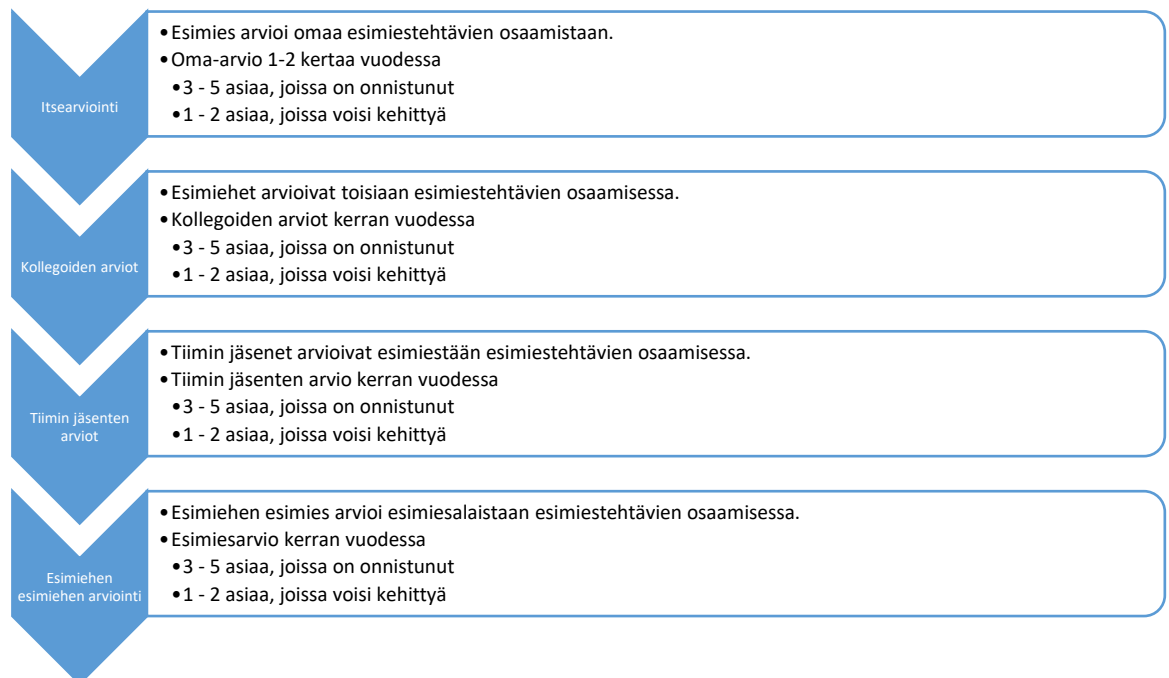 Itsearviointi
•Esimies arvioi omaa esimiestehtävien osaamistaan.
•Oma-arvio 1-2 kertaa vuodessa
•3 - 5 asiaa, joissa on onnistunut
•1 - 2 asiaa, joissa voisi kehittyä
Kollegoiden arviot
•Esimiehet arvioivat toisiaan esimiestehtävien osaamisessa.
•Kollegoiden arviot kerran vuodessa
•3 - 5 asiaa, joissa on onnistunut
•1 - 2 asiaa, joissa voisi kehittyä
Tiimin jäsenten
arviot
•Tiimin jäsenet arvioivat esimiestään esimiestehtävien osaamisessa.
•Tiimin jäsenten arvio kerran vuodessa
•3 - 5 asiaa, joissa on onnistunut
•1 - 2 asiaa, joissa voisi kehittyä
Esimiehen
esimiehen arviointi
•Esimiehen esimies arvioi esimiesalaistaan esimiestehtävien osaamisessa.
•Esimiesarvio kerran vuodessa
•3 - 5 asiaa, joissa on onnistunut
•1 - 2 asiaa, joissa voisi kehittyä